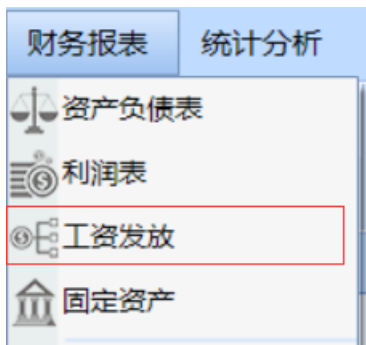 财务报表 统计分析
资产负债表
利润表
工资发放
固定资产